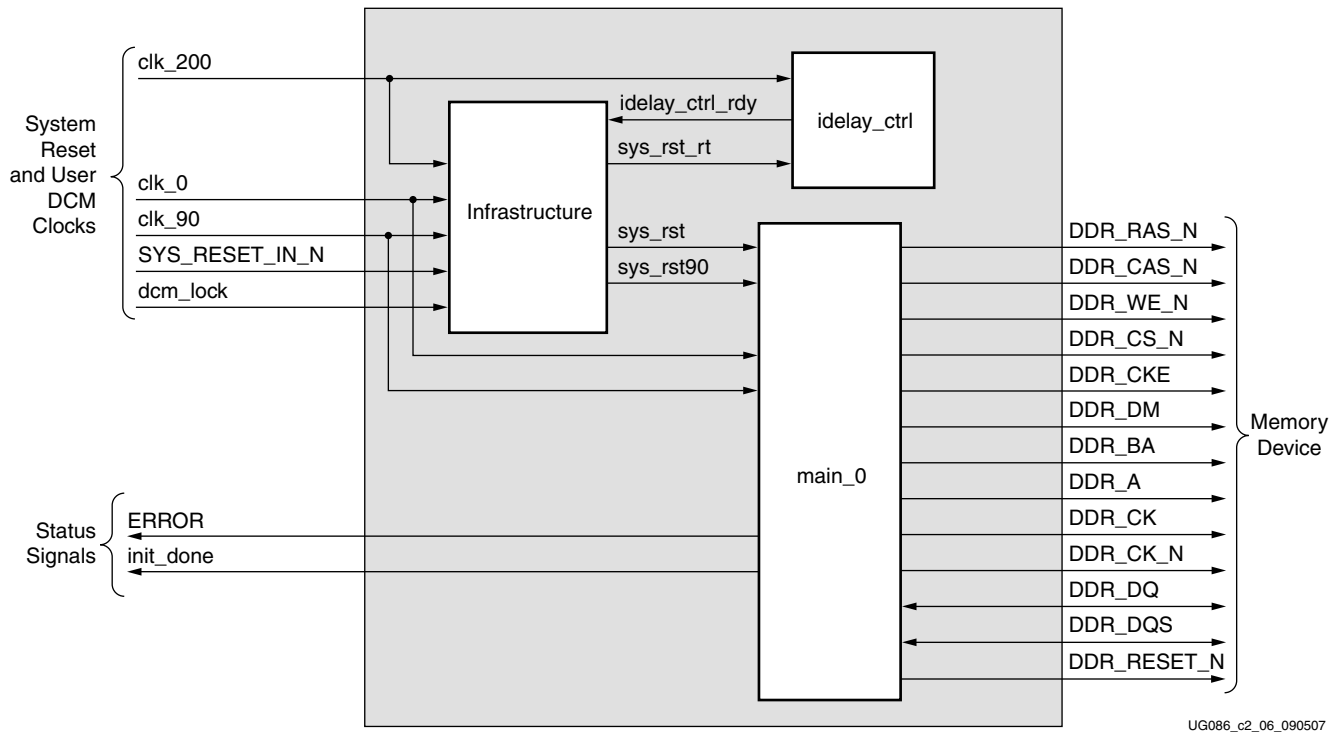 System
Reset
and User
DCM
Clocks
clk_200
clk_0
clk_90
SYS_RESET_IN_N
dcm_lock
Infrastructure
idelay_ctrl_rdy
sys_rst_rt
idelay_ctrl
sys_rst
sys_rst90
main_0
DDR_RAS_N
DDR_CAS_N
DDR_WE_N
DDR_CS_N
DDR_CKE
DDR_DM
DDR_BA
DDR_A
DDR_CK
DDR_CK_N
DDR_DQ
DDR_DQS
DDR_RESET_N
Memory
Device
Status
Signals
ERROR
init_done
UG086_c2_06_090507